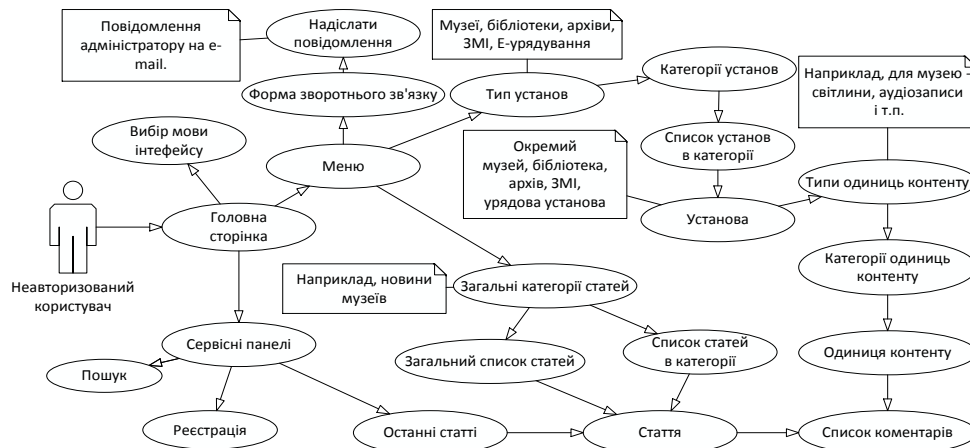 Повідомлення
адміністратору на e-
mail.
Надіслати
повідомлення
Музеї, бібліотеки, архіви,
ЗМІ, Е-урядування
Категорії установ
Наприклад, для музею -
світлини, аудіозаписи
і т.п.
Форма зворотнього зв'язку
Тип установ
Вибір мови
інтефейсу
Меню
Окремий
музей, бібліотека,
архів, ЗМІ,
урядова установа
Список установ
в категорії
Типи одиниць контенту
Головна
сторінка
Установа
Неавторизований
користувач
Наприклад, новини
музеїв
Загальні категорії статей
Категорії одиниць
контенту
Сервісні панелі
Загальний список статей
Список статей
в категорії
Одиниця контенту
Пошук
Реєстрація
Останні статті
Стаття
Список коментарів